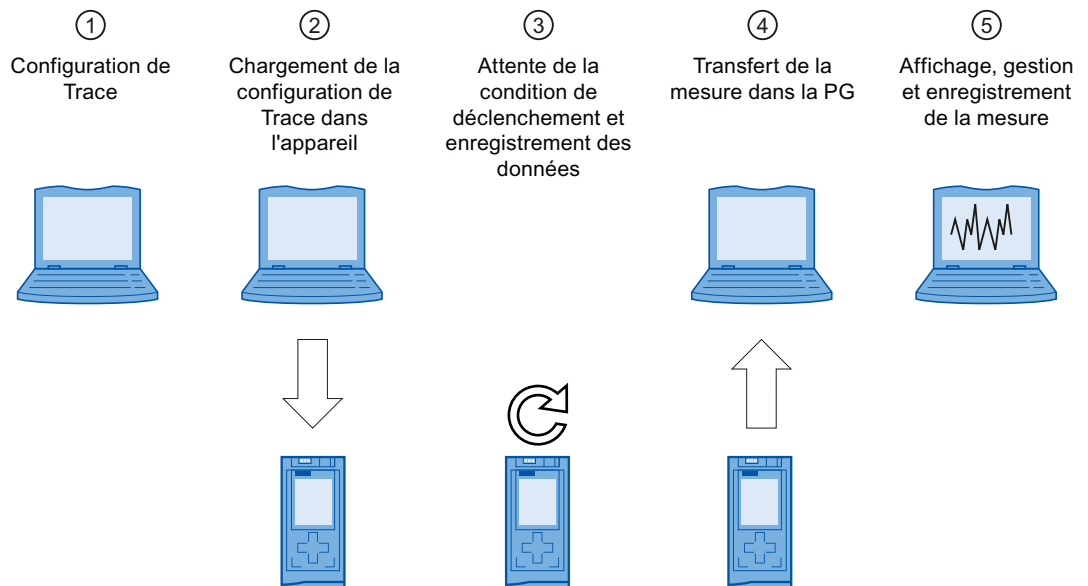 1
Configuration de
Trace
2
Chargement de la
configuration de
Trace dans
l'appareil
3
Attente de la
condition de
déclenchement et
enregistrement des
données
4
Transfert de la
mesure dans la PG
5
Affichage, gestion
et enregistrement
de la mesure